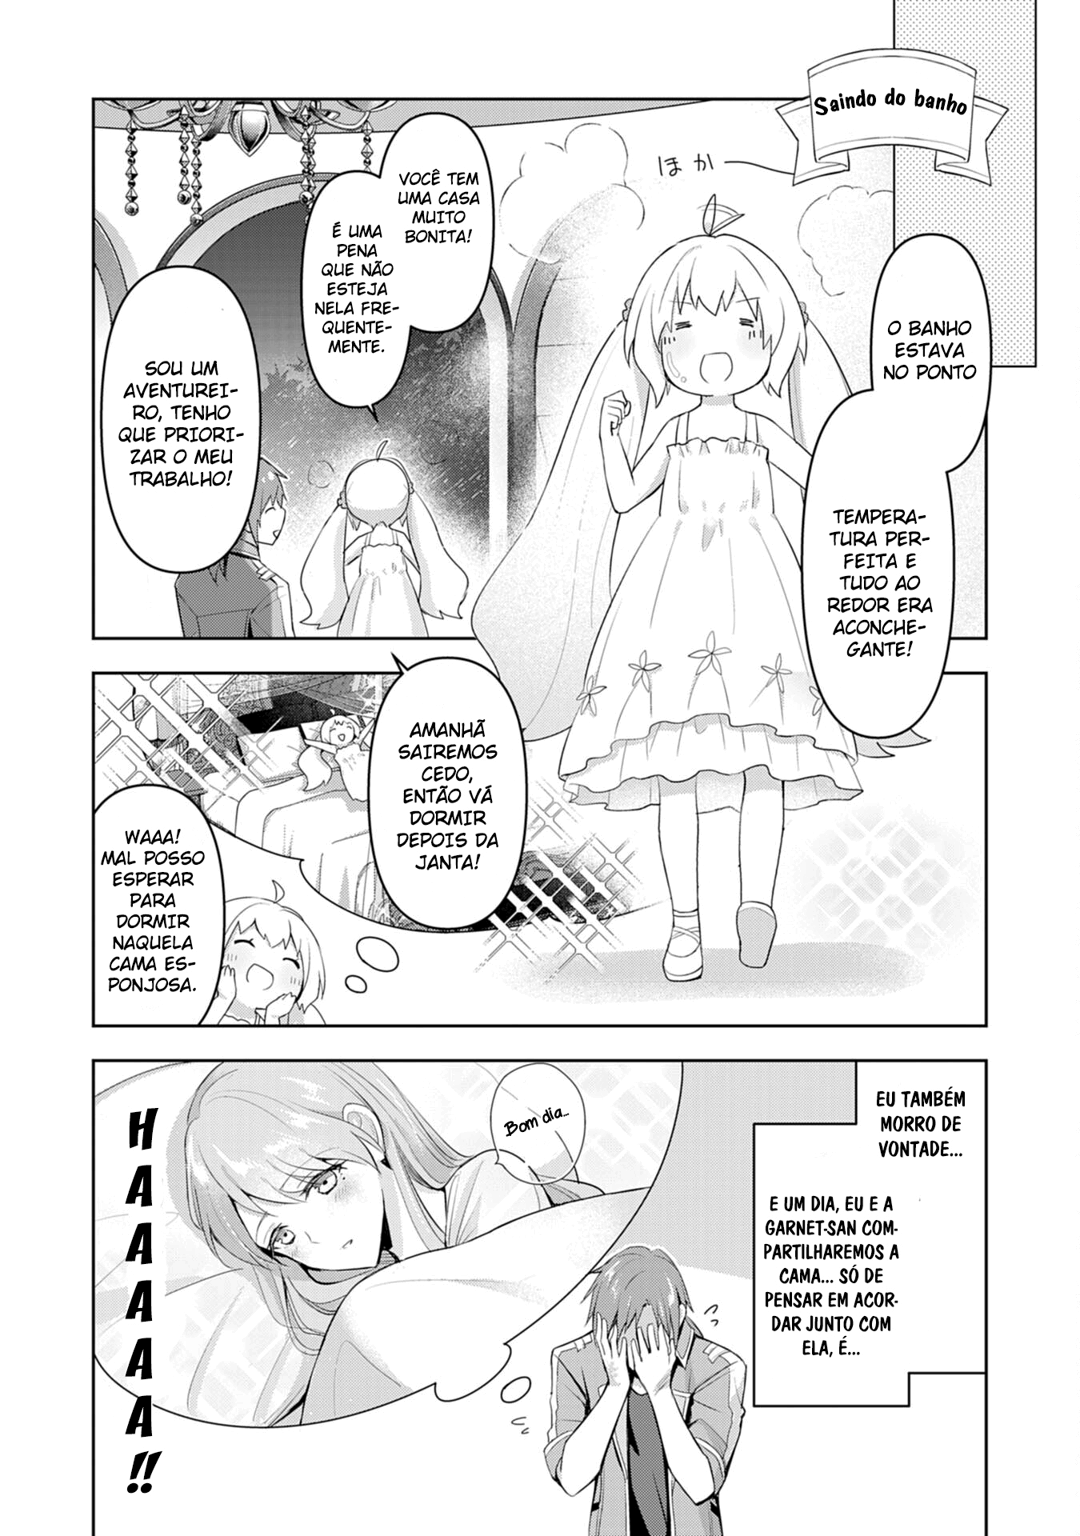 Saindo do banho
O BANHO
ESTAVA
NO PONTO
TEMPERA-
TURA PER-
FEITA E
TUDO AO
REDOR ERA
ACONCHE-
GANTE!
ほか
VOCÊ TEM
UMA CASA
MUITO
BONITA!
É UMA
PENA
QUE NÃO
ESTEJA
NELA FRE-
QUENTE-
MENTE.
SOU UM
AVENTUREI-
RO, TENHO
QUE PRIORI-
ZAR O MEU
TRABALHO!
AMANHÃ
SAIREMOS
CEDO,
ENTÃO VÁ
DORMIR
DEPOIS DA
JANTA!
WAAA!
MAL POSSO
ESPERAR
PARA
DORMIR
NAQUELA
CAMA ES-
PONJOSA.
EU TAMBÉM
MORRO DE
VONTADE...
E UM DIA, EU E A
GARNET-SAN COM-
PARTILHAREMOS A
CAMA... SÓ DE
PENSAR EM ACOR-
DAR JUNTO COM
ELA, É...
Bom dia...
HAAAAA!!